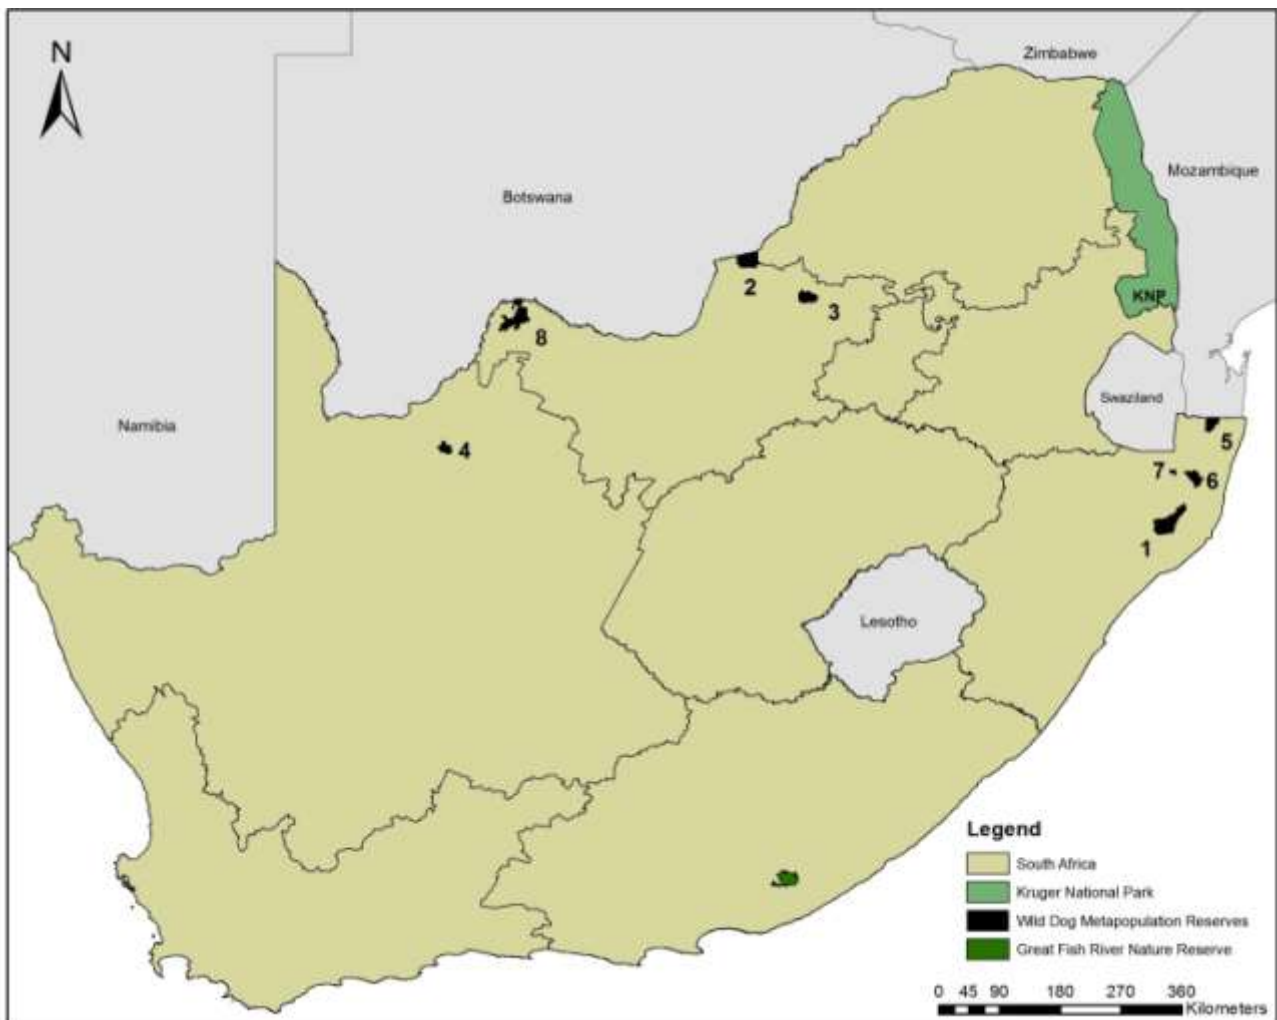 N
Zimbabwe
Mozambique
Botswana
2
KNP
3
8
Swaziland
Namibia
5
4
7
6
1
Lesotho
Legend
South Africa
Kruger National Park
Wild Dog Metapopulation Reserves
Great Fish River Nature Reserve
0 45 90 180 270 360
Kilometers